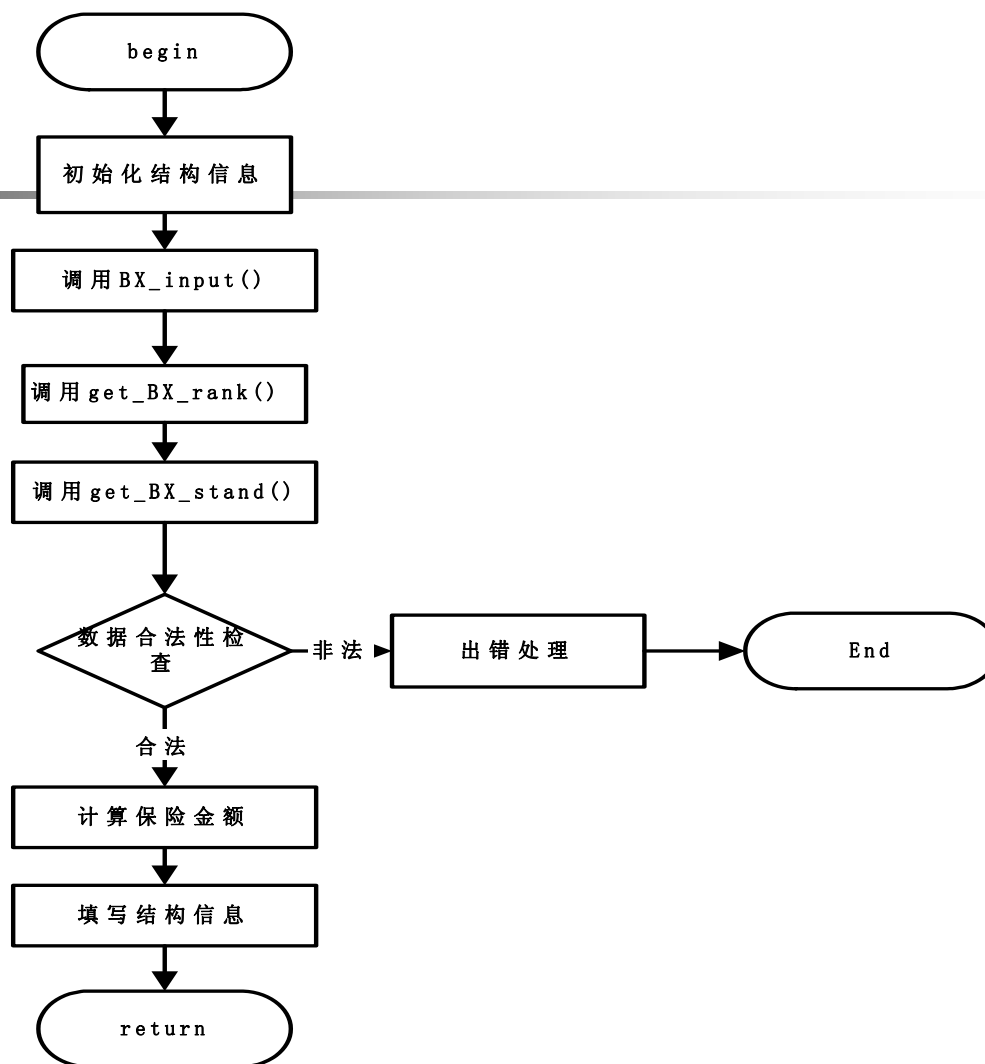 begin
初始化结构信息
调用BX_input()
调用get_BX_rank()
调用get_BX_stand()
数据合法性检
查
非法
出错处理
End
合法
计算保险金额
填写结构信息
return